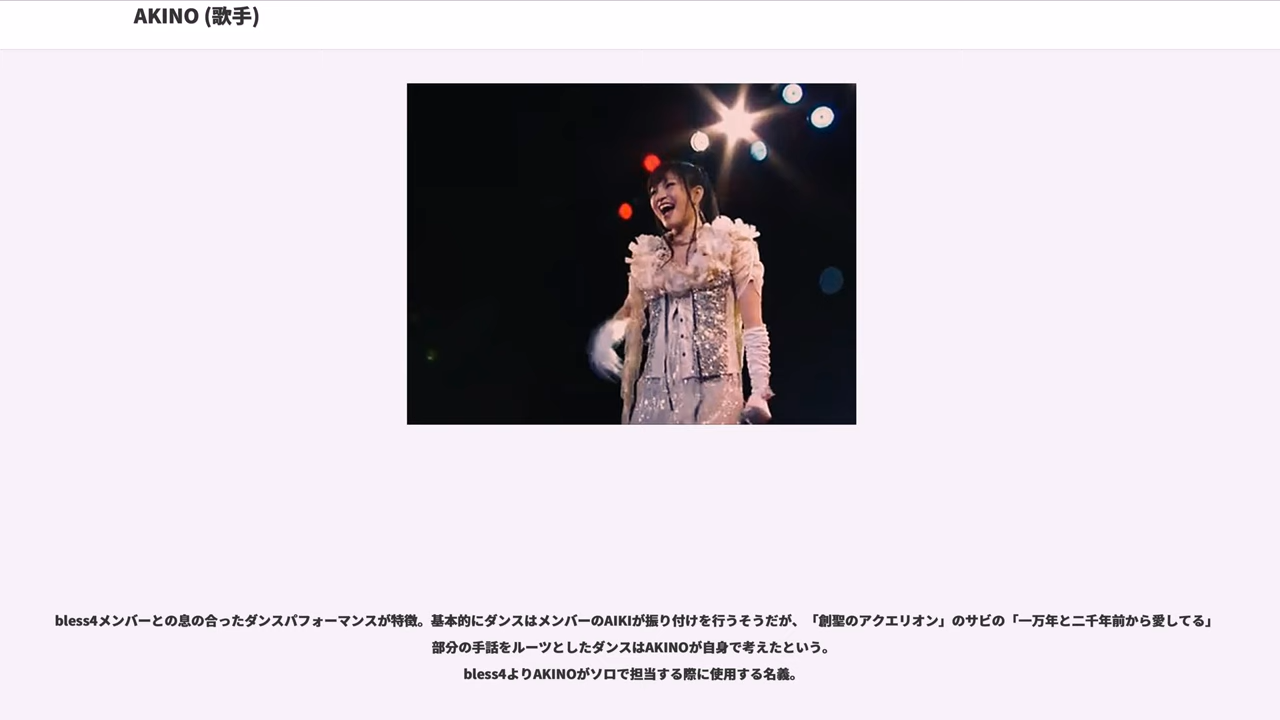 AKINO (歌手)
bless4メンバーとの息の合ったダンスパフォーマンスが特徴。基本的にダンスはメンバーのAIKIが振り付けを行うそうだが、「創聖のアクエリオン」のサビの「一万年と二千年前から愛してる」
部分の手話をルーツとしたダンスはAKINOが自身で考えたという。
bless4よりAKINOがソロで担当する際に使用する名義。